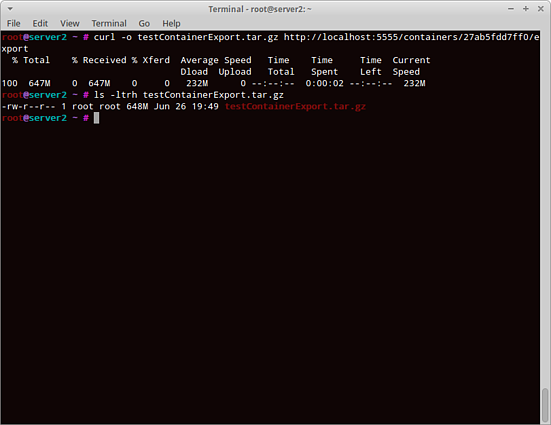 Terminal - root@server2: ~
File Edit View Terminal Go Help
root@server2 ~ # curl -o testContainerExport.tar.gz http://localhost:5555/containers/27ab5fdd7ff0/e
xport
% Total % Received % Xferd Average Speed Time Time Time Current
Dload Upload Total Spent Left Speed
100 647M 0 647M 0 0 232M 0 --:--:-- 0:00:02 --:--:-- 232M
root@server2 ~ # ls -ltrh testContainerExport.tar.gz
-rw-r--r-- 1 root root 648M Jun 26 19:49 testContainerExport.tar.gz
root@server2 ~ #